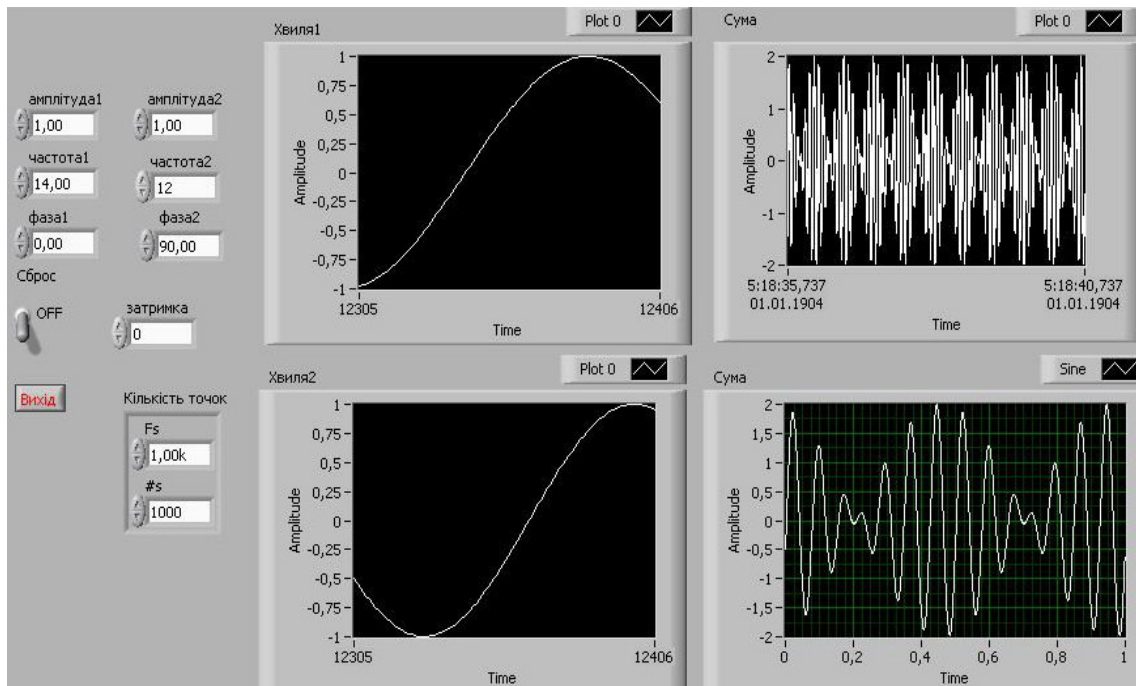 амплітуда1
1,00
амплітуда2
1,00
частота1
14,00
частота2
12
фаза1
0,00
фаза2
90,00
Сброс
OFF
затримка
0
Вихід
Кількість точок
Fs
1,00k
#s
1000
Хвиля1
Plot 0
Amplitude
1
0,75
0,5
0,25
0
-0,25
-0,5
-0,75
-1
12305
12406
Time
Сума
Plot 0
Amplitude
2
1
0
-1
-2
5:18:35,737
01.01.1904
5:18:40,737
01.01.1904
Time
Хвиля2
Plot 0
Amplitude
1
0,75
0,5
0,25
0
-0,25
-0,5
-0,75
-1
12305
12406
Time
Сума
Sine
Amplitude
2
1,5
1
0,5
0
-0,5
-1
-1,5
-2
0
0,2
0,4
0,6
0,8
1
Time